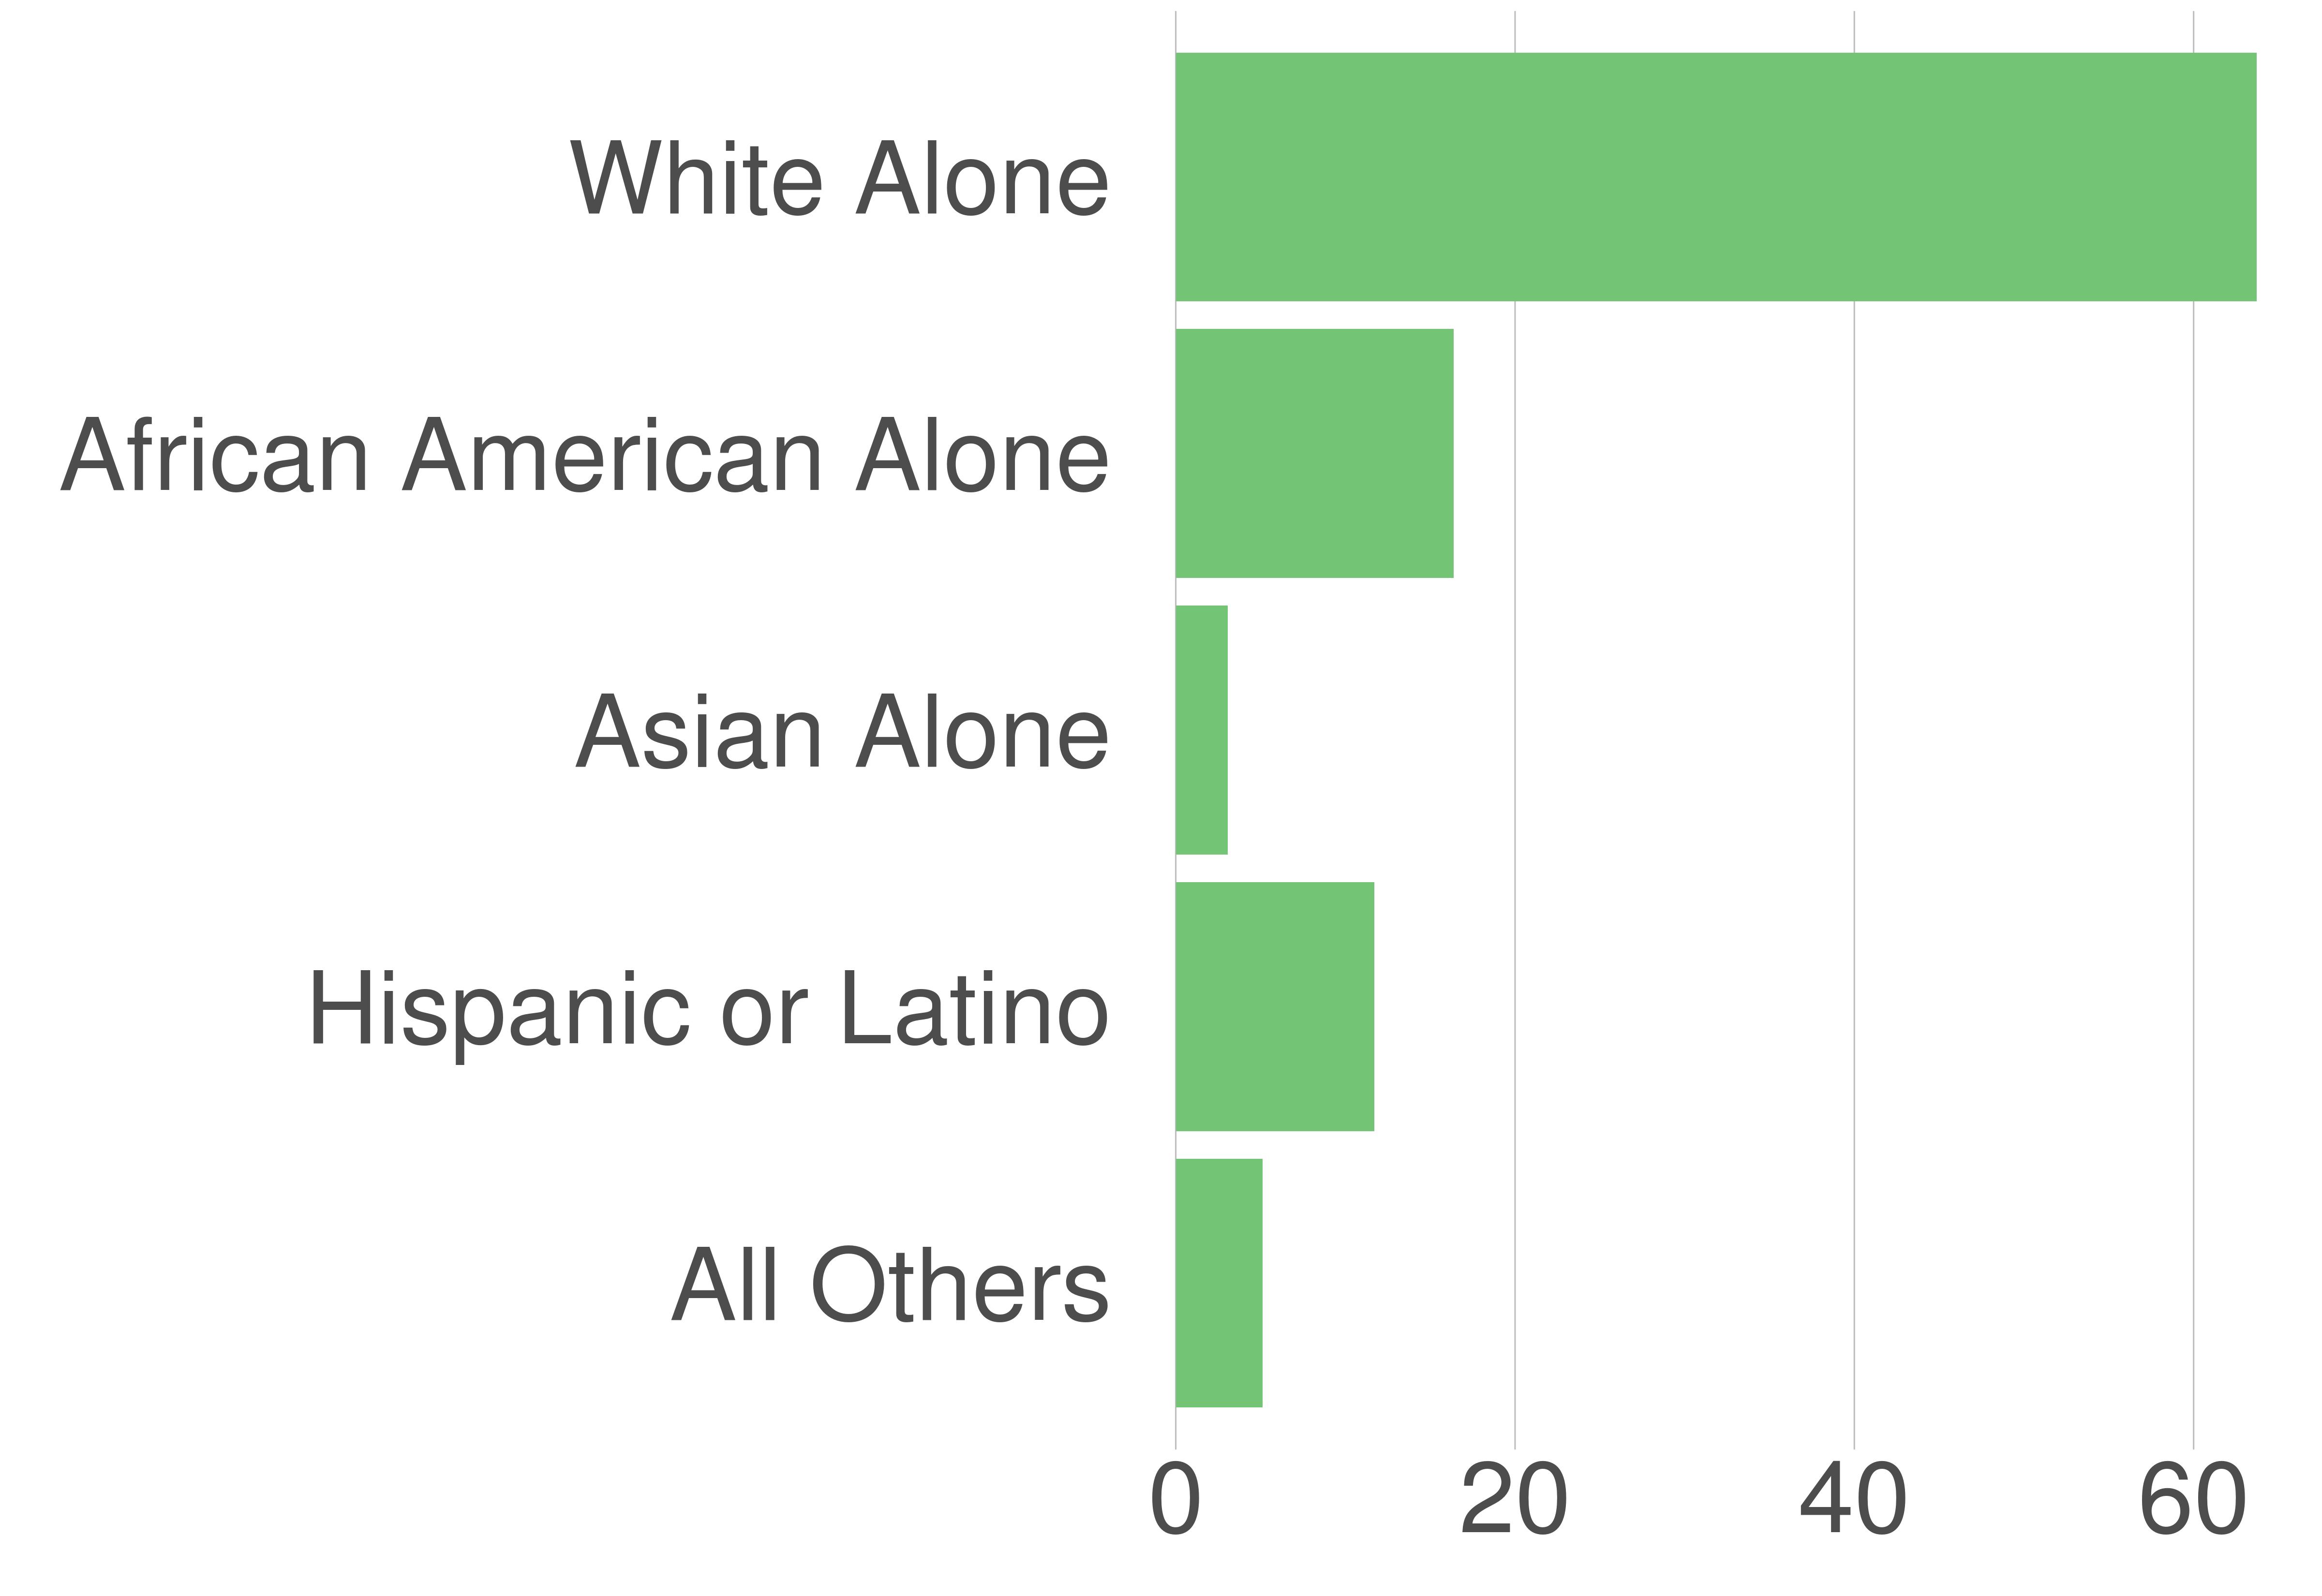 White Alone
African American Alone
Asian Alone
Hispanic or Latino
All Others
0 20 40 60